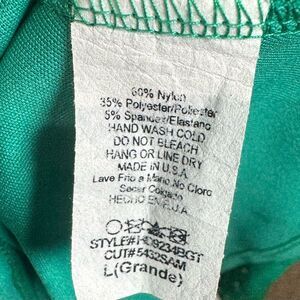 60% Nylon
35% Polyester/Poliester
5% Spandex/Elastano
HAND WASH COLD
DO NOT BLEACH
HANG OR LINE DRY
MADE IN U.S.A
Lave Frio a Mano No Cloro
Secar Colgado
HECHO EN E.U.A
STYLE#HD9234BGT
CUT#5432SAM
L(Grande)